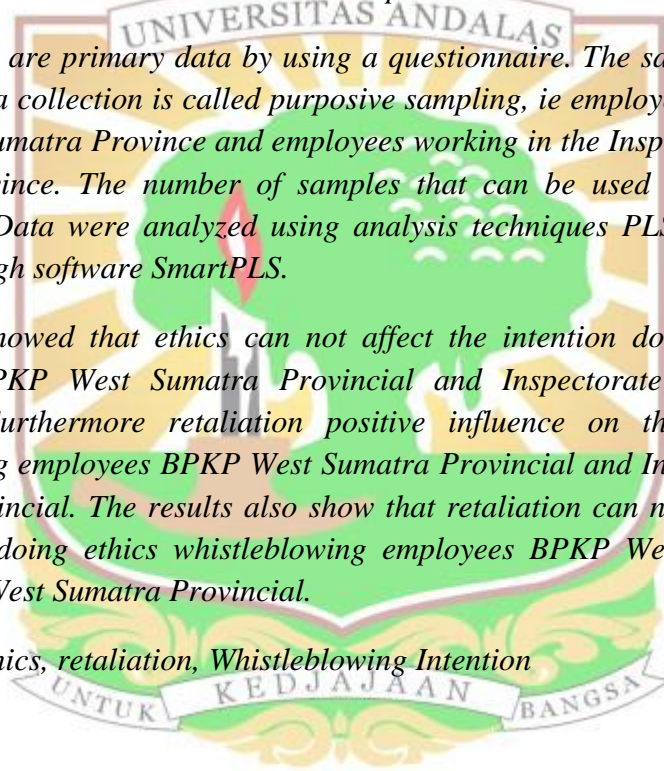 UNIVERSITAS ANDALAS
are primary data by using a questionnaire. The sa
a collection is called purposive sampling, ie employ
umatra Province and employees working in the Insp
vince. The number of samples that can be used
Data were analyzed using analysis techniques PLS
gh software SmartPLS.
howed that ethics can not affect the intention do
PKP West Sumatra Provincial and Inspectorate
urthermore retaliation positive influence on th
g employees BPKP West Sumatra Provincial and In
incial. The results also show that retaliation can n
doing ethics whistleblowing employees BPKP We
West Sumatra Provincial.
hics, retaliation, Whistleblowing Intention
UNTUK KEDJAJAAN BANGSA